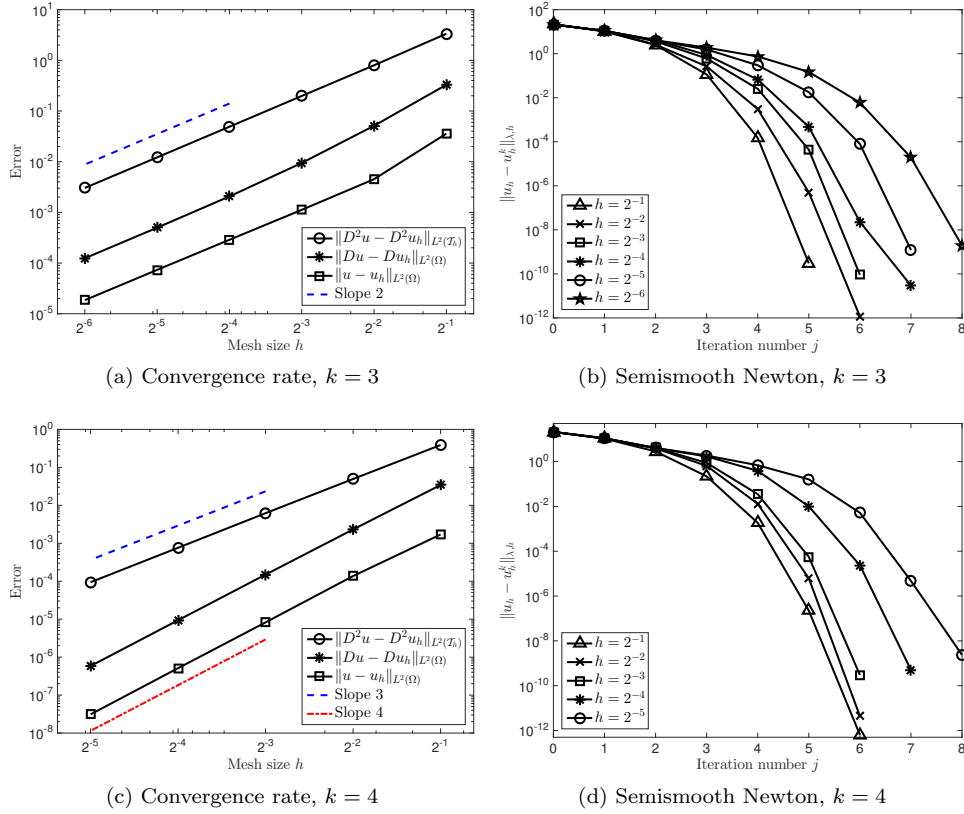 10^2
10^1
10^0
10^-1
10^-2
10^-3
10^-4
10^-5
Error
2^-6 2^-5 2^-4 2^-3 2^-2 2^-1
Mesh size h
‖D²u − D²u_h‖_{L²(𝒯_h)}
‖Du − Du_h‖_{L²(Ω)}
‖u − u_h‖_{L²(Ω)}
Slope 2
(a) Convergence rate, k = 3
10^2
10^0
10^-2
10^-4
10^-6
10^-8
10^-10
10^-12
‖u_h − u_h^k‖_{λ,h}
0 1 2 3 4 5 6 7 8
Iteration number j
h = 2^-1
h = 2^-2
h = 2^-3
h = 2^-4
h = 2^-5
h = 2^-6
(b) Semismooth Newton, k = 3
10^0
10^-1
10^-2
10^-3
10^-4
10^-5
10^-6
10^-7
10^-8
Error
2^-5 2^-4 2^-3 2^-2 2^-1
Mesh size h
‖D²u − D²u_h‖_{L²(𝒯_h)}
‖Du − Du_h‖_{L²(Ω)}
‖u − u_h‖_{L²(Ω)}
Slope 3
Slope 4
(c) Convergence rate, k = 4
10^0
10^-2
10^-4
10^-6
10^-8
10^-10
10^-12
‖u_h − u_h^k‖_{λ,h}
0 1 2 3 4 5 6 7 8
Iteration number j
h = 2^-1
h = 2^-2
h = 2^-3
h = 2^-4
h = 2^-5
(d) Semismooth Newton, k = 4